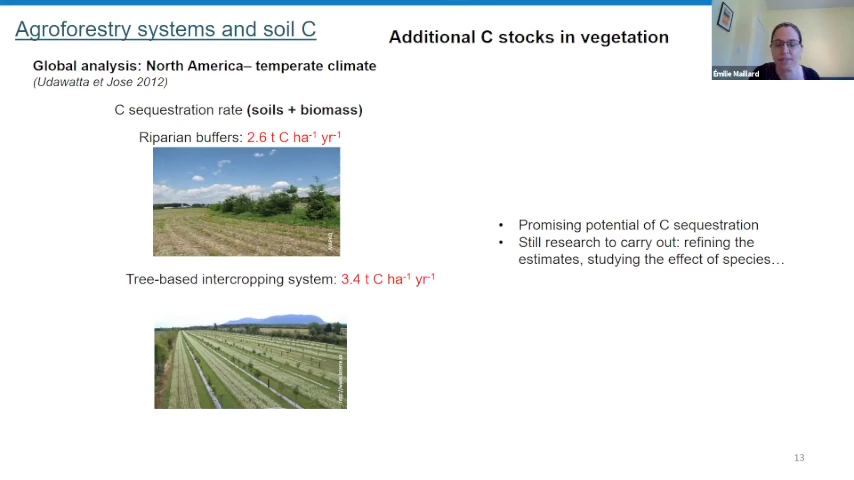 Agroforestry systems and soil C
Additional C stocks in vegetation
Émilie Maillard
Global analysis: North America– temperate climate
(Udawatta et Jose 2012)
C sequestration rate (soils + biomass)
Riparian buffers: 2.6 t C ha⁻¹ yr⁻¹
• Promising potential of C sequestration
• Still research to carry out: refining the
estimates, studying the effect of species…
Tree-based intercropping system: 3.4 t C ha⁻¹ yr⁻¹
13